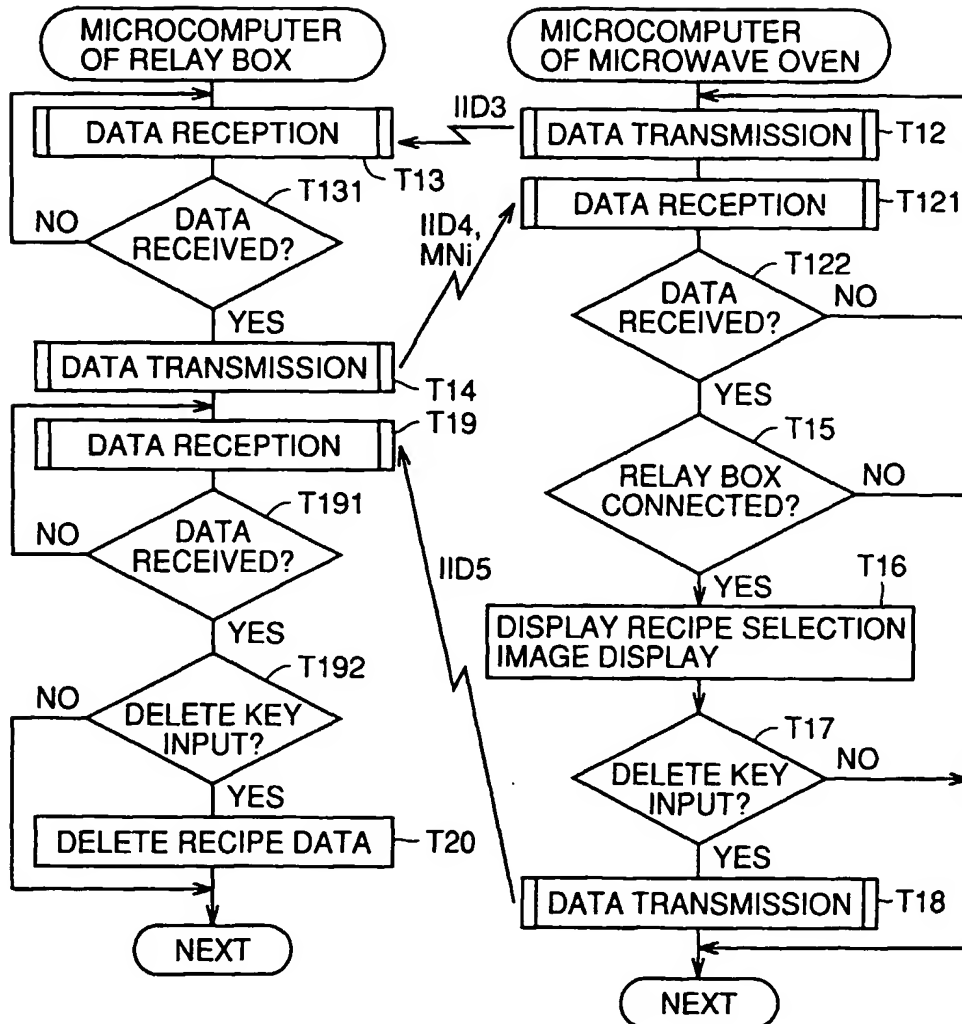 MICROCOMPUTER
OF RELAY BOX
DATA RECEPTION
T13
T131
NO
DATA
RECEIVED?
YES
DATA TRANSMISSION
T14
T19
DATA RECEPTION
T191
NO
DATA
RECEIVED?
YES
T192
NO
DELETE KEY
INPUT?
YES
DELETE RECIPE DATA
T20
NEXT
IID3
IID4,
MNi
IID5
MICROCOMPUTER
OF MICROWAVE OVEN
DATA TRANSMISSION
T12
DATA RECEPTION
T121
T122
DATA
RECEIVED?
NO
YES
T15
RELAY BOX
CONNECTED?
NO
YES
T16
DISPLAY RECIPE SELECTION
IMAGE DISPLAY
T17
DELETE KEY
INPUT?
NO
YES
DATA TRANSMISSION
T18
NEXT